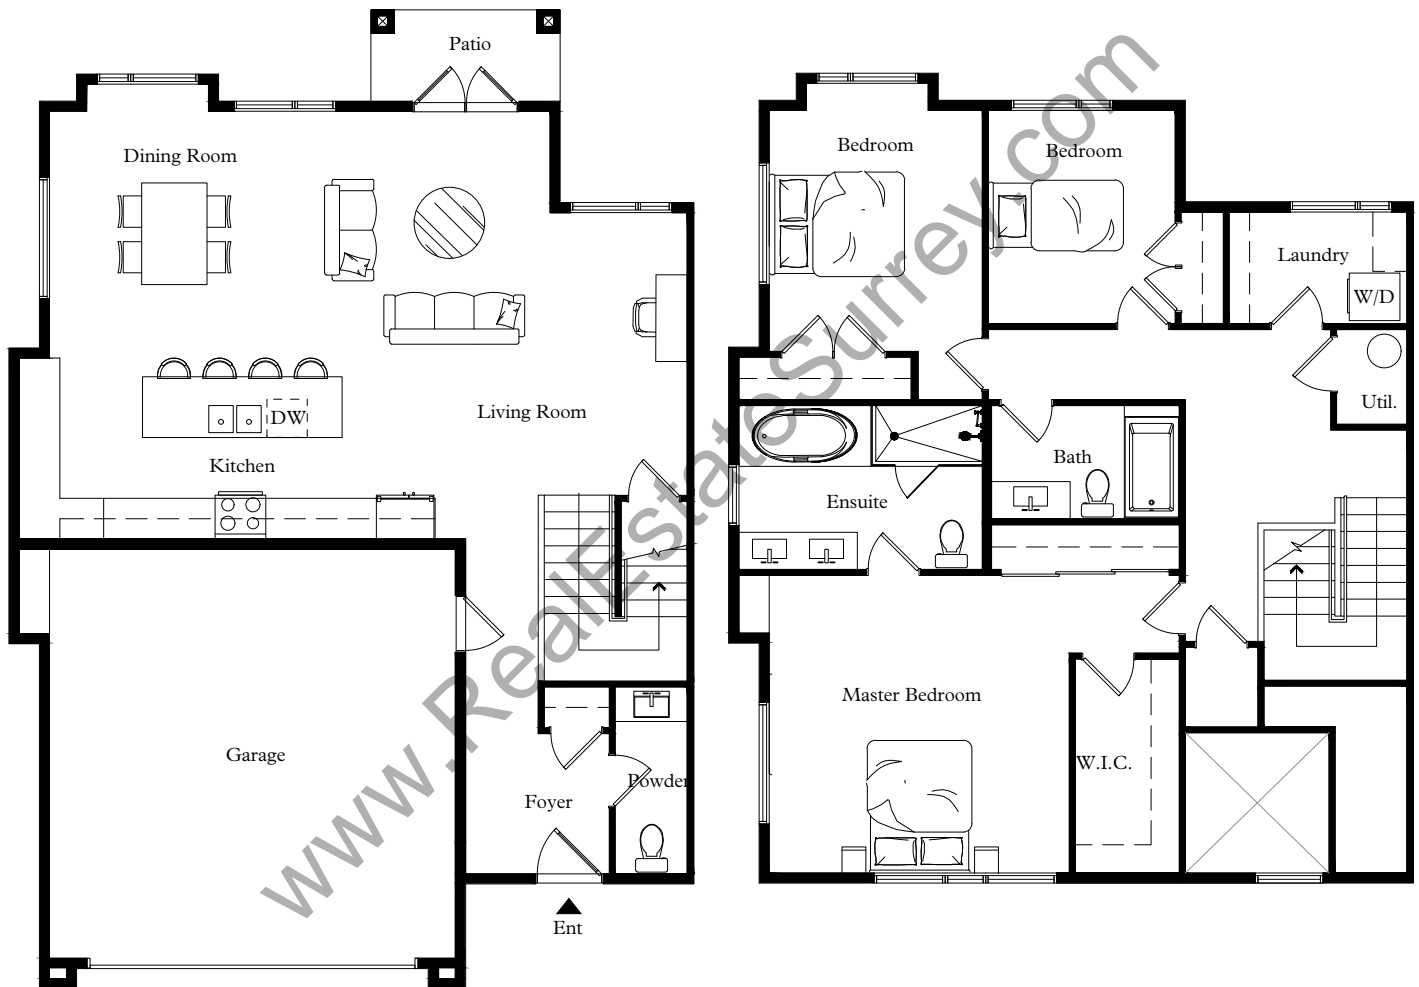 Patio
Dining Room
DW
Living Room
Kitchen
Garage
Foyer
Powder
Ent
Bedroom
Bedroom
Laundry
W/D
Util.
Bath
Ensuite
Master Bedroom
W.I.C.
www.RealEstateSurrey.com